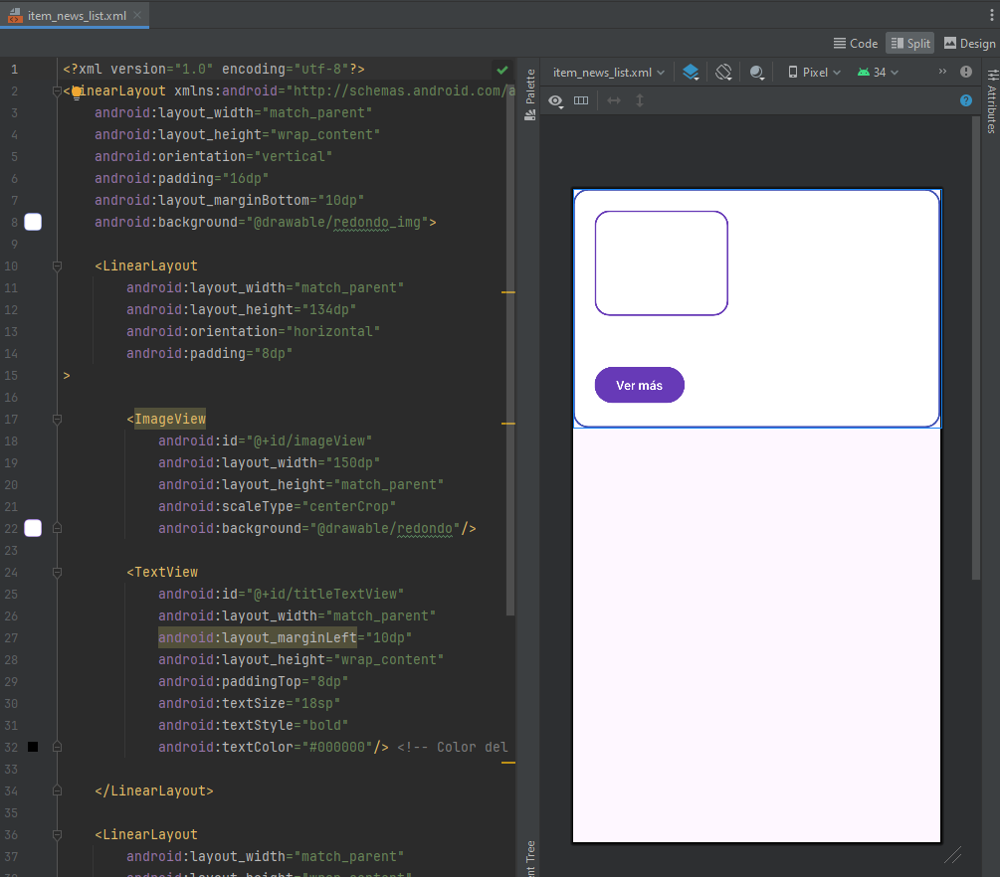 item_news_list.xml
Code
Split
Design
1 <?xml version="1.0" encoding="utf-8"?>
2 <LinearLayout xmlns:android="http://schemas.android.com/a
3 android:layout_width="match_parent"
4 android:layout_height="wrap_content"
5 android:orientation="vertical"
6 android:padding="16dp"
7 android:layout_marginBottom="10dp"
8 android:background="@drawable/redondo_img">
9
10 <LinearLayout
11 android:layout_width="match_parent"
12 android:layout_height="134dp"
13 android:orientation="horizontal"
14 android:padding="8dp"
15 >
16
17 <ImageView
18 android:id="@+id/imageView"
19 android:layout_width="150dp"
20 android:layout_height="match_parent"
21 android:scaleType="centerCrop"
22 android:background="@drawable/redondo"/>
23
24 <TextView
25 android:id="@+id/titleTextView"
26 android:layout_width="match_parent"
27 android:layout_marginLeft="10dp"
28 android:layout_height="wrap_content"
29 android:paddingTop="8dp"
30 android:textSize="18sp"
31 android:textStyle="bold"
32 android:textColor="#000000"/> <!-- Color del
33
34 </LinearLayout>
35
36 <LinearLayout
37 android:layout_width="match_parent"
android:layout_height="wrap_content"
Palette
item_news_list.xml
Pixel
34
»
Attributes
Ver más